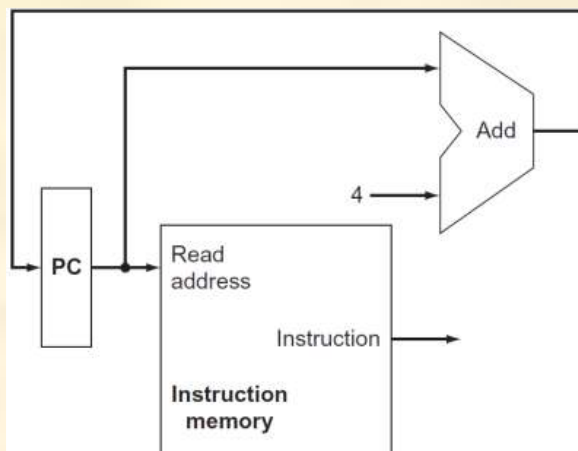 Add
4
PC
Read
address
Instruction
Instruction
memory